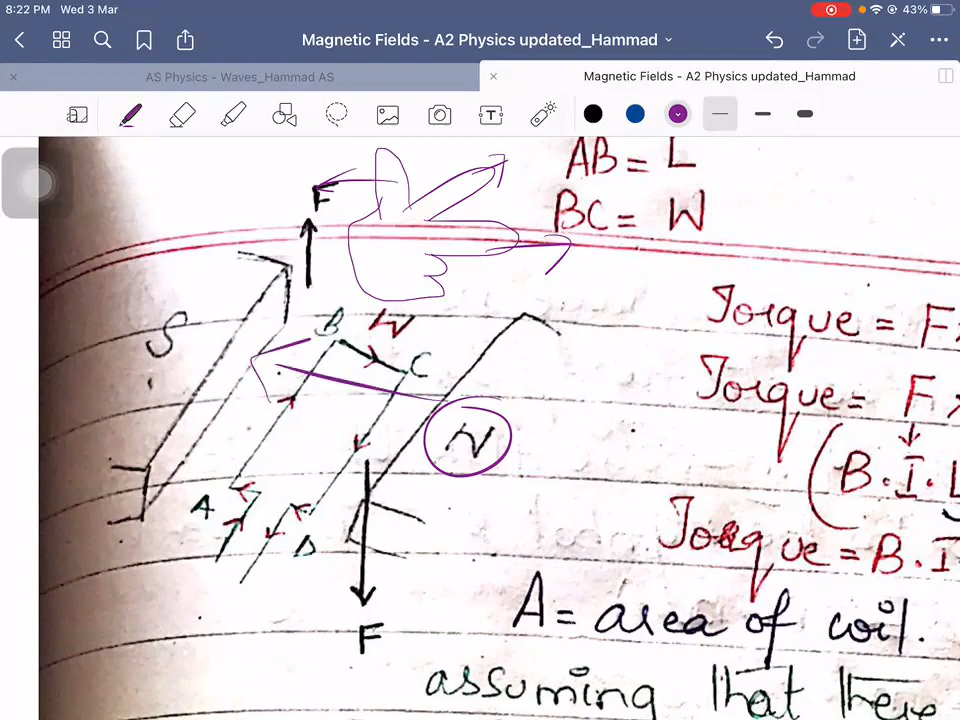 8:22 PM Wed 3 Mar
43%
Magnetic Fields - A2 Physics updated_Hammad
AS Physics - Waves_Hammad AS
Magnetic Fields - A2 Physics updated_Hammad
AB = L
BC = W
F
S
B
W
C
N
A
D
F
Torque = F
Torque = F
B.I.L
Torque = B.I
A = area of coil.
assuming that there